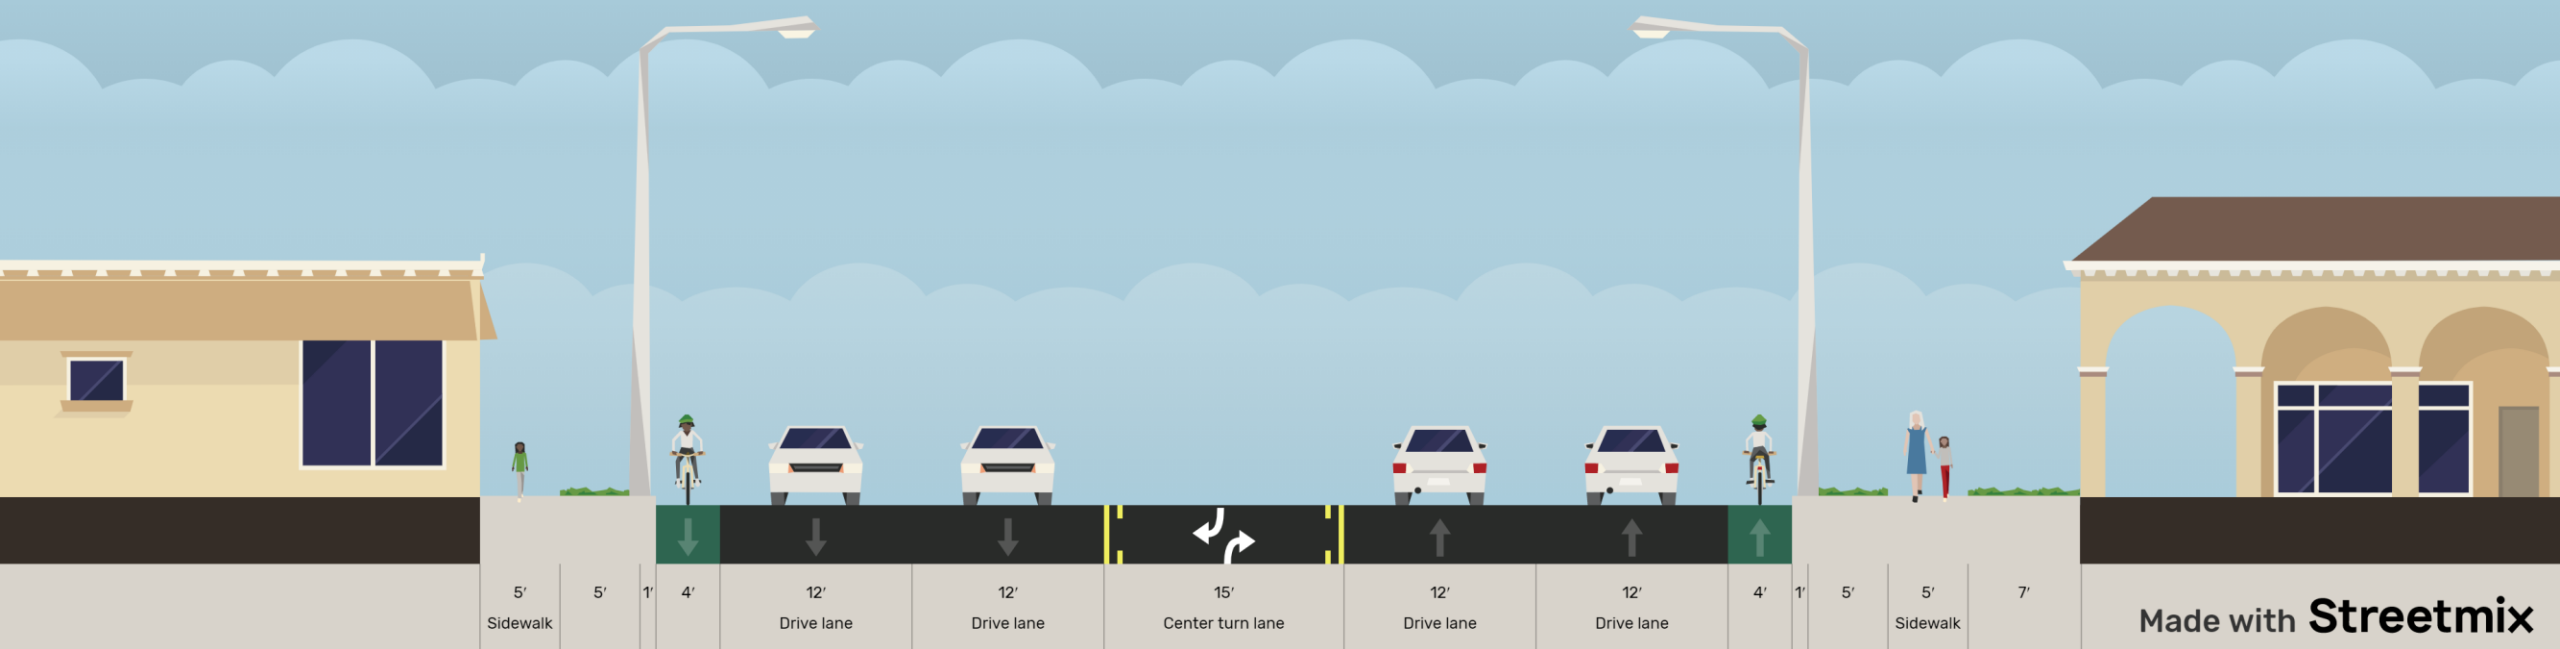 5′ 5′ 1′ 4′ 12′ 12′ 15′ 12′ 12′ 4′ 1′ 5′ 5′ 7′
Sidewalk Drive lane Drive lane Center turn lane Drive lane Drive lane Sidewalk
Made with Streetmix